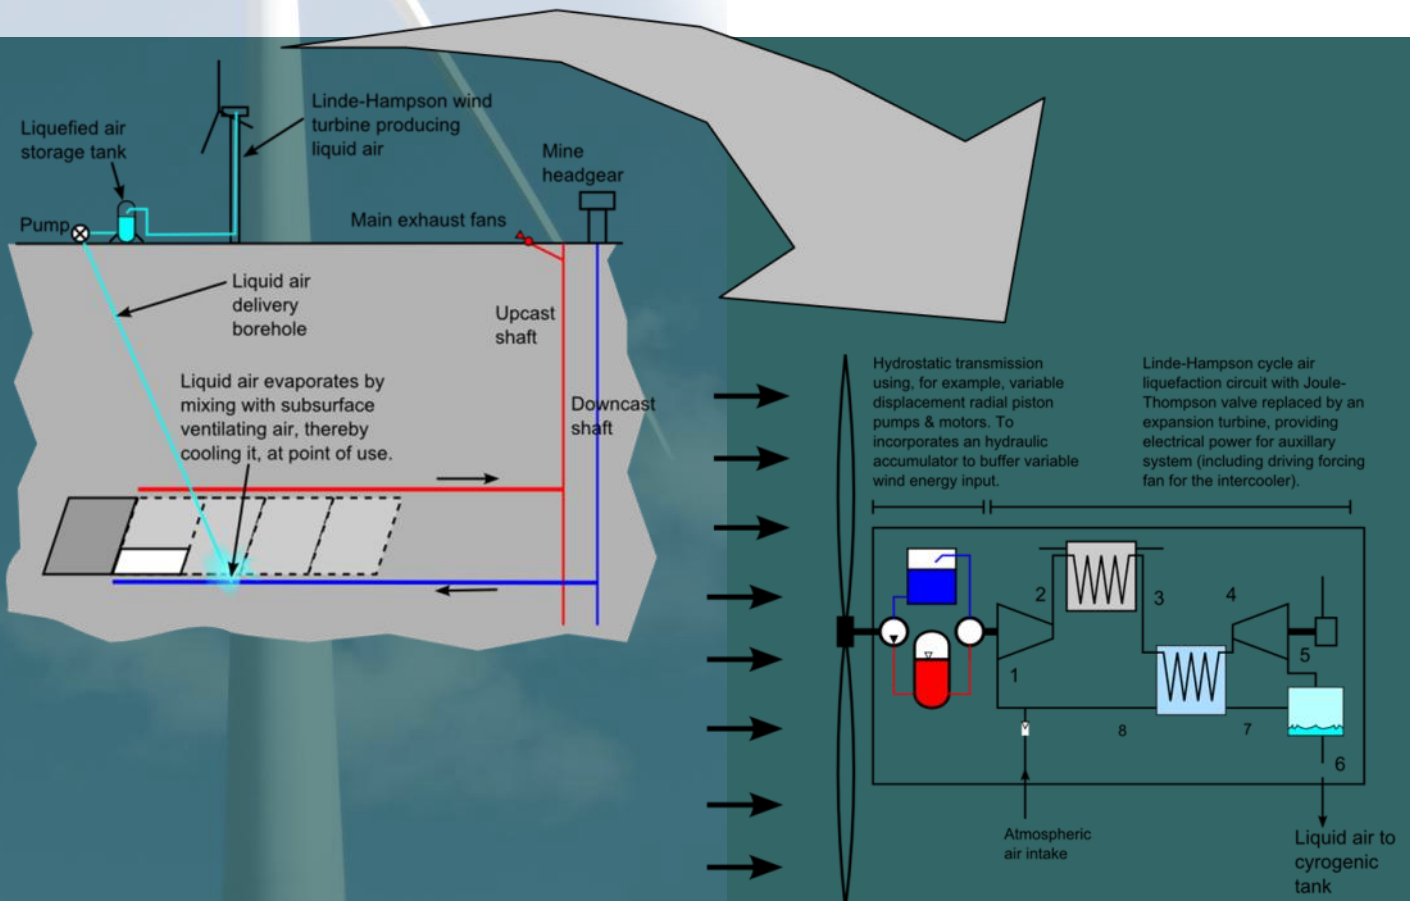 Linde-Hampson wind
turbine producing
liquid air
Liquefied air
storage tank
Mine
headgear
Pump
Main exhaust fans
Liquid air
delivery
borehole
Upcast
shaft
Liquid air evaporates by
mixing with subsurface
ventilating air, thereby
cooling it, at point of use.
Downcast
shaft
Hydrostatic transmission
using, for example, variable
displacement radial piston
pumps & motors. To
incorporates an hydraulic
accumulator to buffer variable
wind energy input.
Linde-Hampson cycle air
liquefaction circuit with Joule-
Thompson valve replaced by an
expansion turbine, providing
electrical power for auxillary
system (including driving forcing
fan for the intercooler).
2
3
4
5
1
8
7
6
Atmospheric
air intake
Liquid air to
cyrogenic
tank